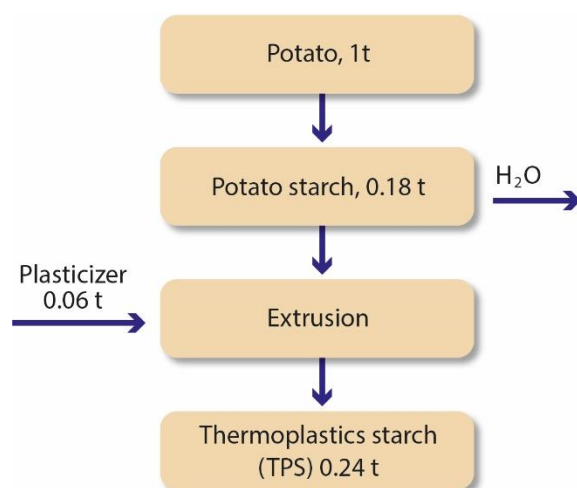 Potato, 1t
Potato starch, 0.18 t
H₂O
Plasticizer
0.06 t
Extrusion
Thermoplastics starch
(TPS) 0.24 t